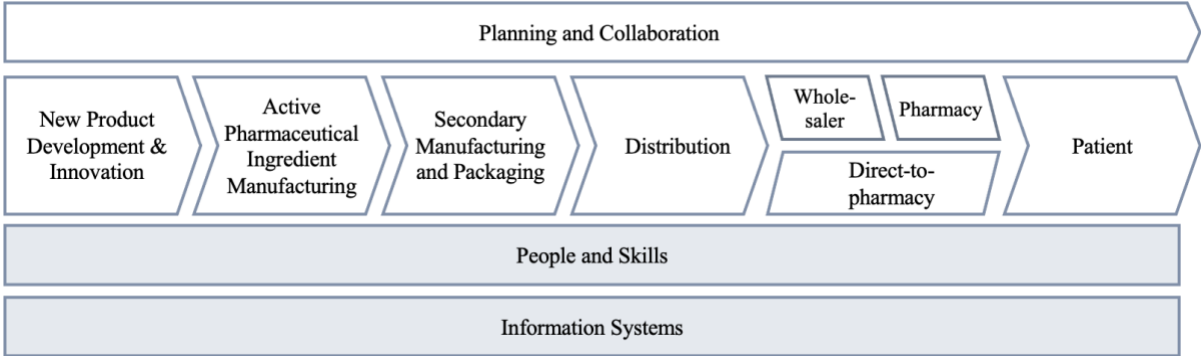 Planning and Collaboration
New Product
Development &
Innovation
Active
Pharmaceutical
Ingredient
Manufacturing
Secondary
Manufacturing
and Packaging
Distribution
Whole-
saler
Pharmacy
Direct-to-
pharmacy
Patient
People and Skills
Information Systems